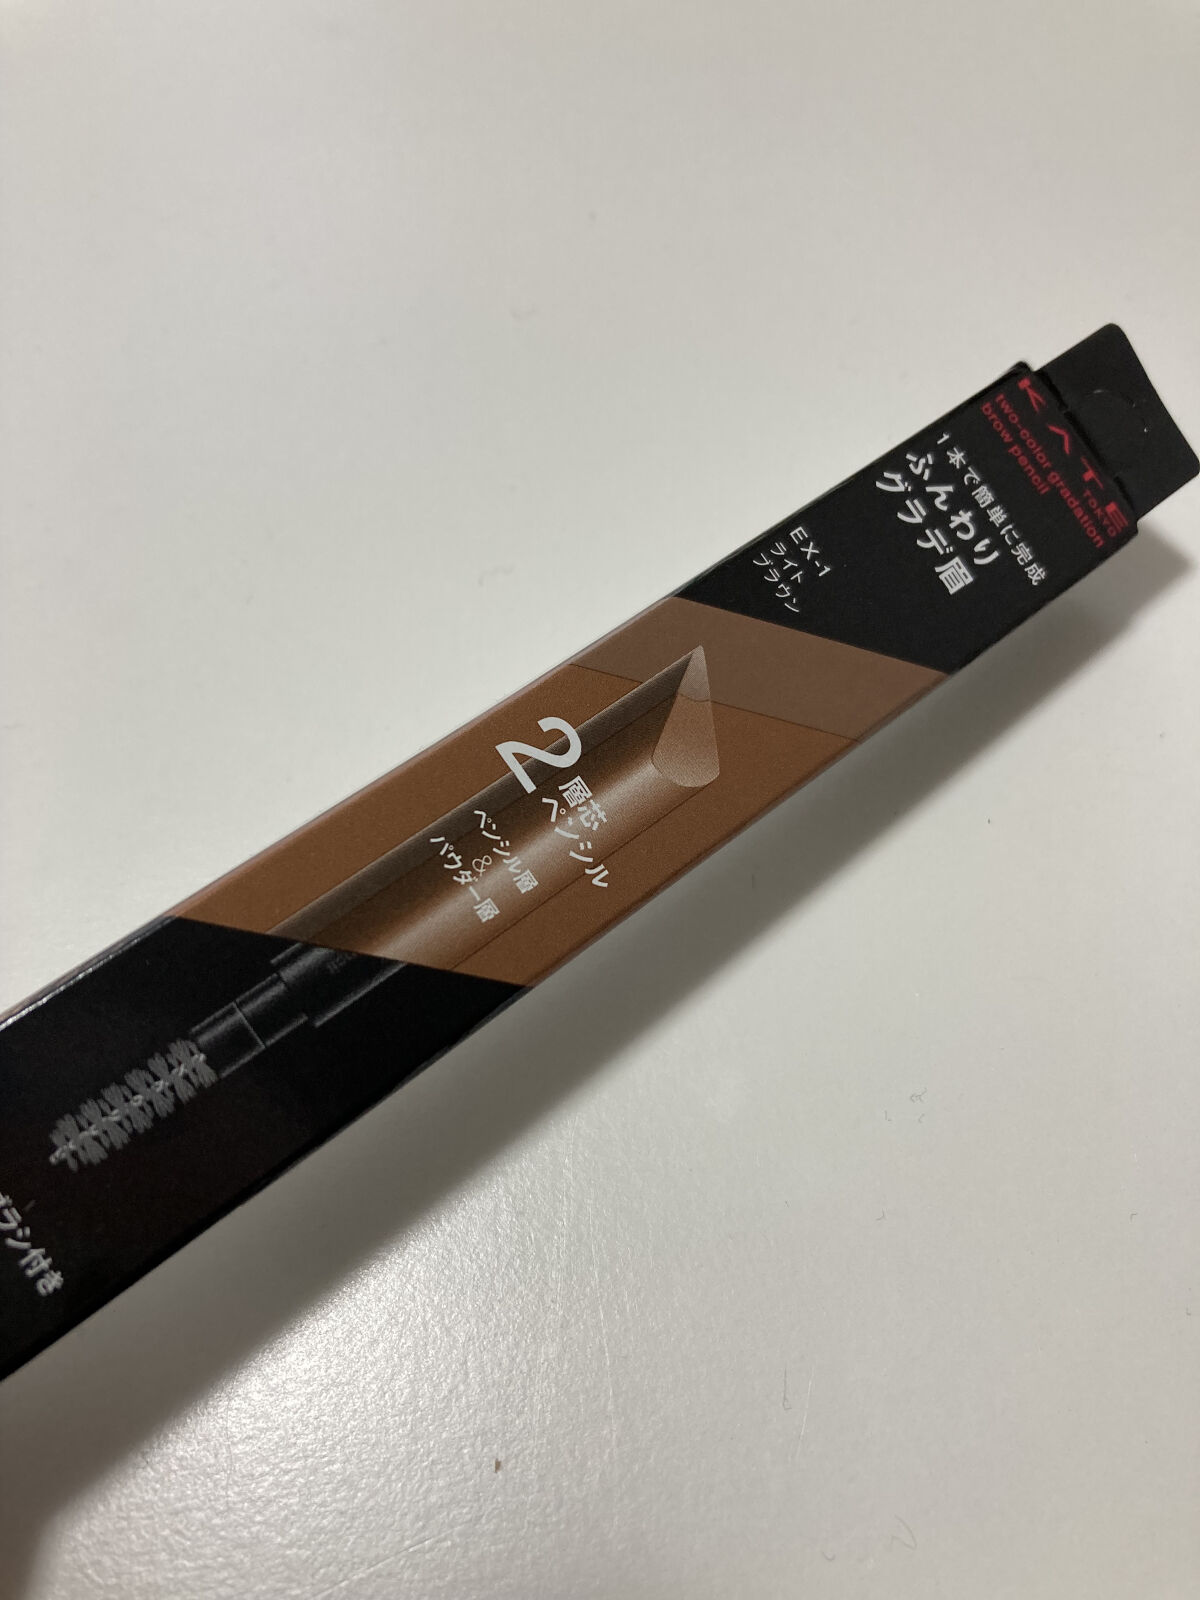 KATE
TOKYO
two-color gradation
brow pencil
1本で簡単に完成
ふんわり
グラデ眉
EX-1
ライト
ブラウン
2層芯
ペンシル
ペンシル層
&
パウダー層
ブラシ付き